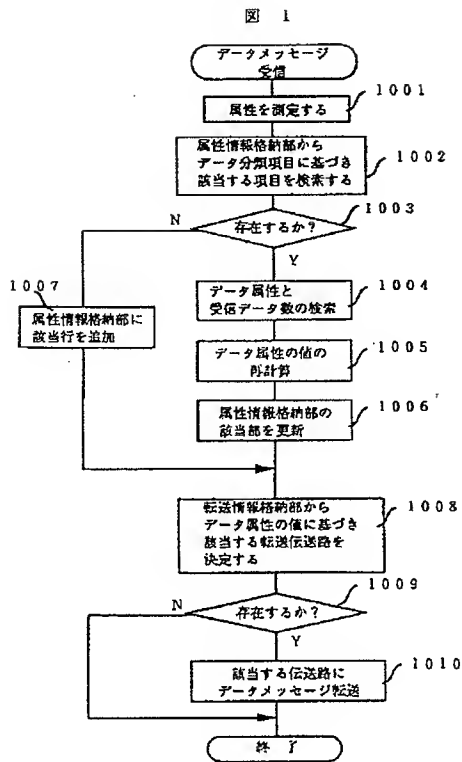 図 1
データメッセージ
受信
1001
属性を測定する
属性情報格納部から
データ分類項目に基づき
該当する項目を検索する
1002
1003
N
存在するか?
Y
1007
属性情報格納部に
該当行を追加
1004
データ属性と
受信データ数の検索
1005
データ属性の値の
再計算
1006
属性情報格納部の
該当部を更新
転送情報格納部から
データ属性の値に基づき
該当する転送伝送路を
決定する
1008
1009
N
存在するか?
Y
該当する伝送路に
データメッセージ転送
1010
終了